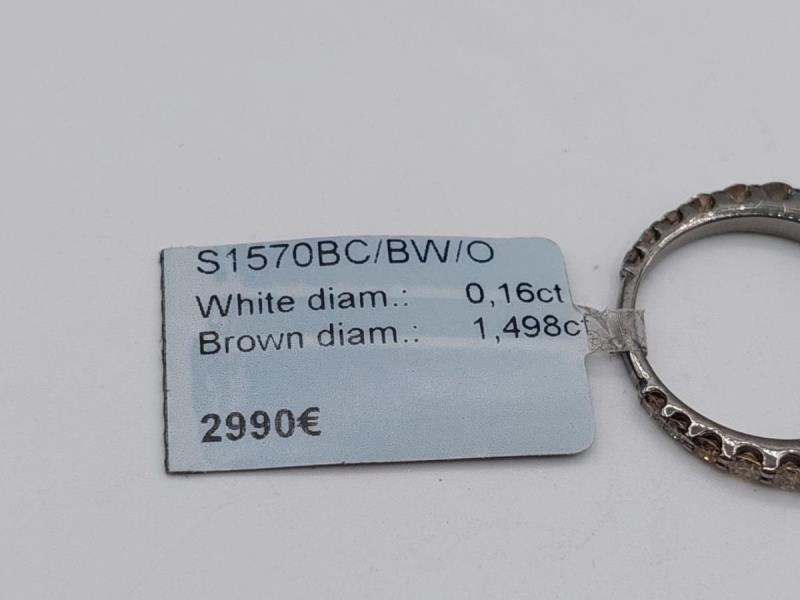 S1570BC/BW/O
White diam.: 0,16ct
Brown diam.: 1,498ct
2990€